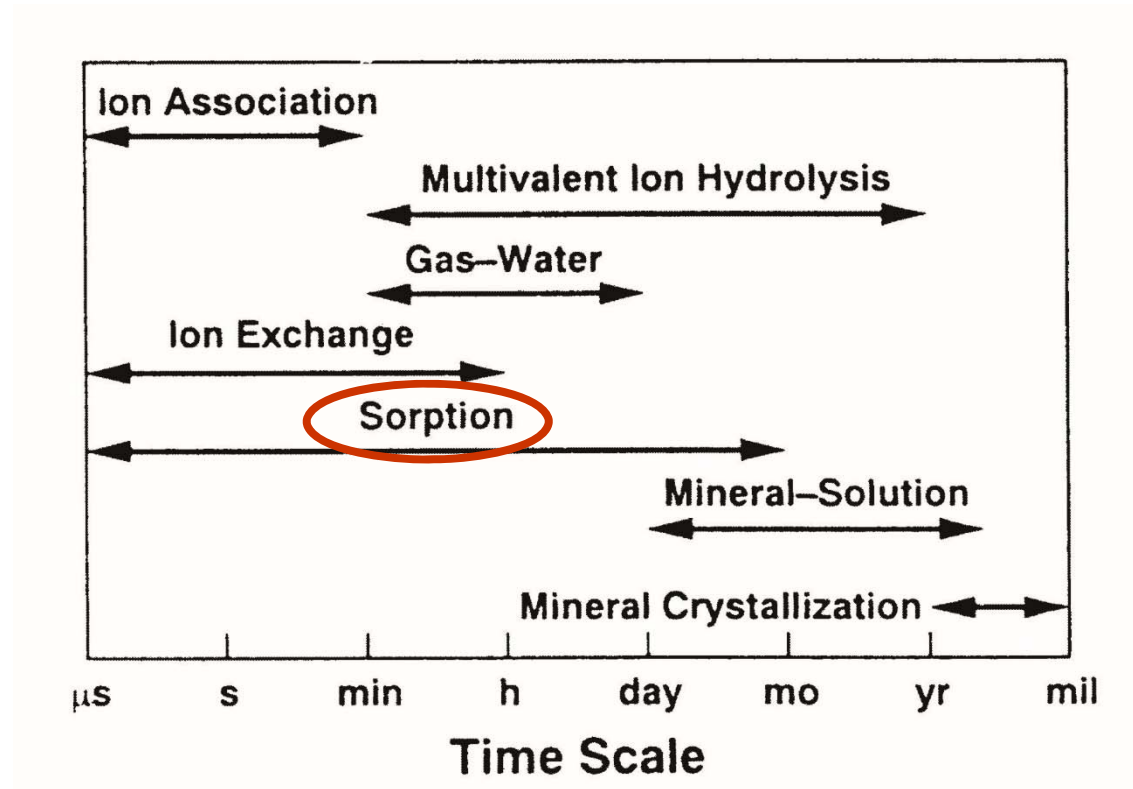 Ion Association
Multivalent Ion Hydrolysis
Gas–Water
Ion Exchange
Sorption
Mineral–Solution
Mineral Crystallization
μs s min h day mo yr mil
Time Scale